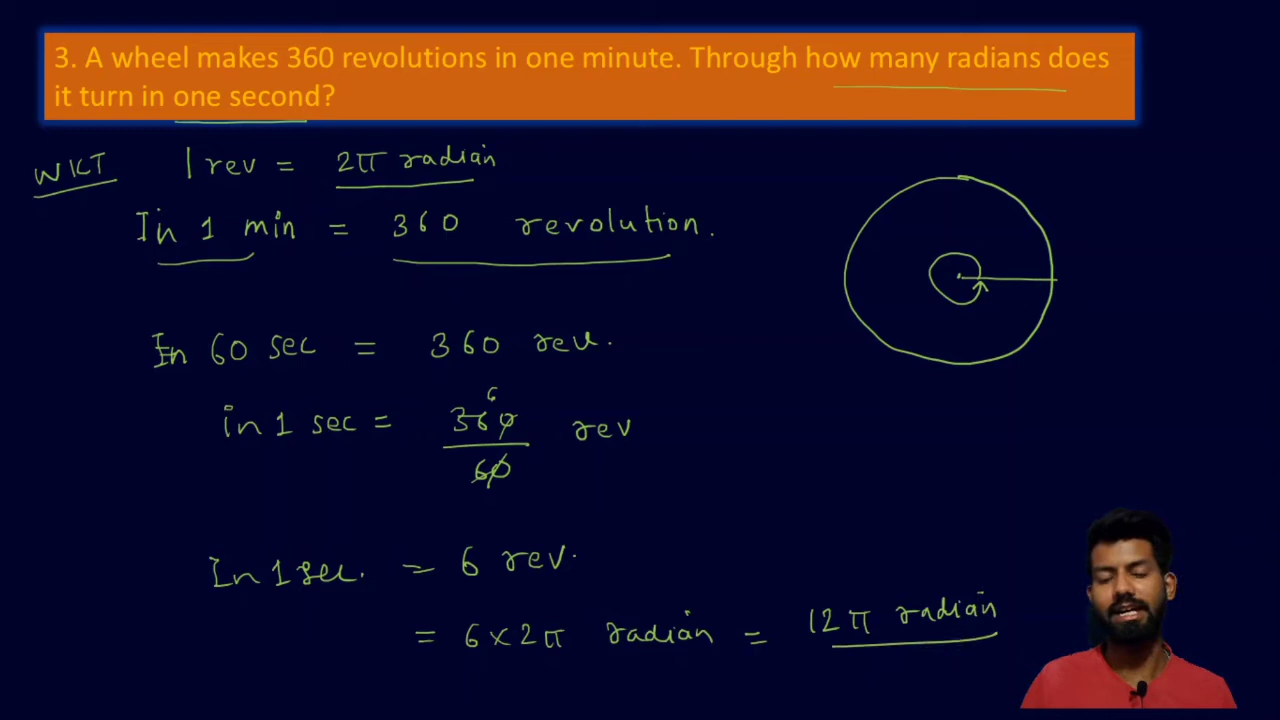 3. A wheel makes 360 revolutions in one minute. Through how many radians does
it turn in one second?
WKT 1 rev = 2π radian
In 1 min = 360 revolution.
In 60 sec = 360 rev.
in 1 sec = 360/60 6 rev
In 1 sec. = 6 rev.
= 6 × 2π radian = 12π radian